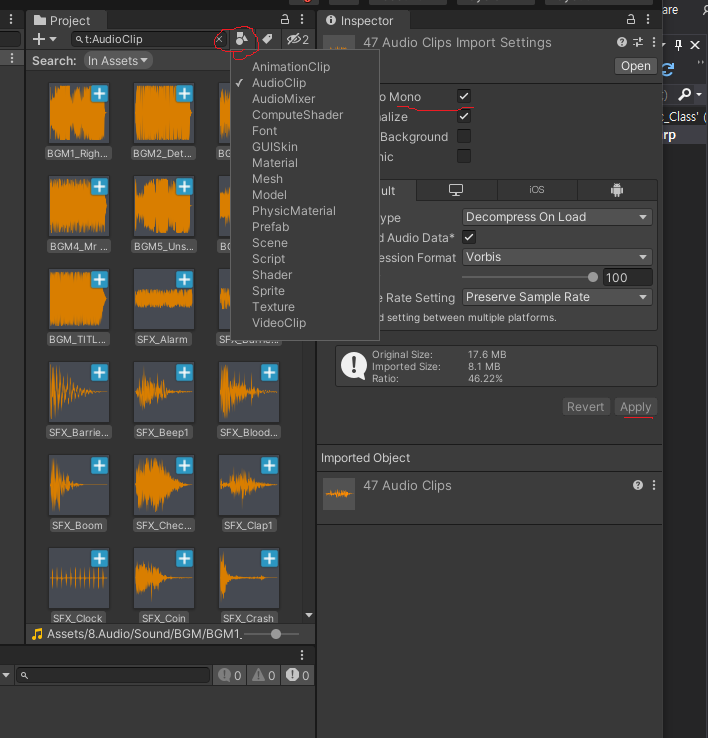 are
Project
Inspector
t:AudioClip
2
47 Audio Clips Import Settings
Open
Search:
In Assets
AnimationClip
AudioClip
AudioMixer
ComputeShader
Font
GUISkin
Material
Mesh
Model
PhysicMaterial
Prefab
Scene
Script
Shader
Sprite
Texture
VideoClip
BGM1_Righ...
BGM2_Det...
BGM4_Mr ...
BGM5_Uns...
BGM_TITL...
SFX_Alarm
SFX_Barrie...
SFX_Beep1
SFX_Blood...
SFX_Boom
SFX_Chec...
SFX_Clap1
SFX_Clock
SFX_Coin
SFX_Crash
Assets/8.Audio/Sound/BGM/BGM1_
0
0
0
o Mono
alize
Background
nic
ult
iOS
ype
Decompress On Load
d Audio Data*
ession Format
Vorbis
100
e Rate Setting
Preserve Sample Rate
d setting between multiple platforms.
Original Size:
17.6 MB
Imported Size:
8.1 MB
Ratio:
46.22%
Revert
Apply
Imported Object
47 Audio Clips
_Class' (
rp